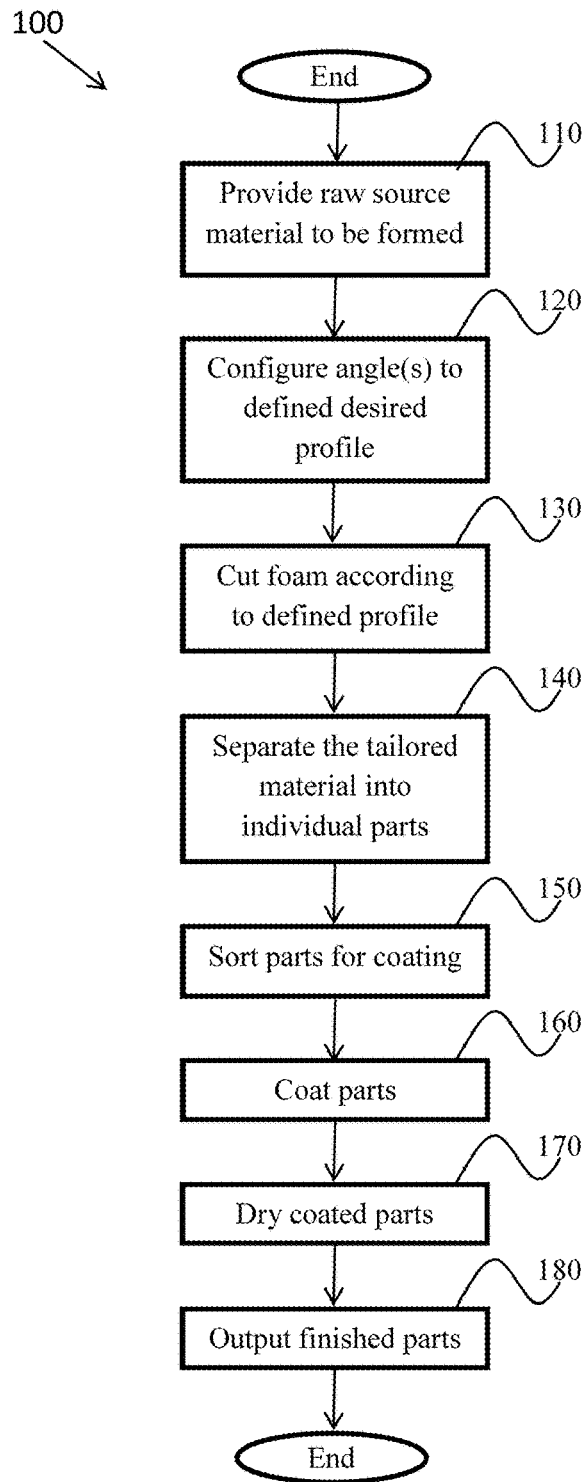 100
End
110
Provide raw source
material to be formed
120
Configure angle(s) to
defined desired
profile
130
Cut foam according
to defined profile
140
Separate the tailored
material into
individual parts
150
Sort parts for coating
160
Coat parts
170
Dry coated parts
180
Output finished parts
End